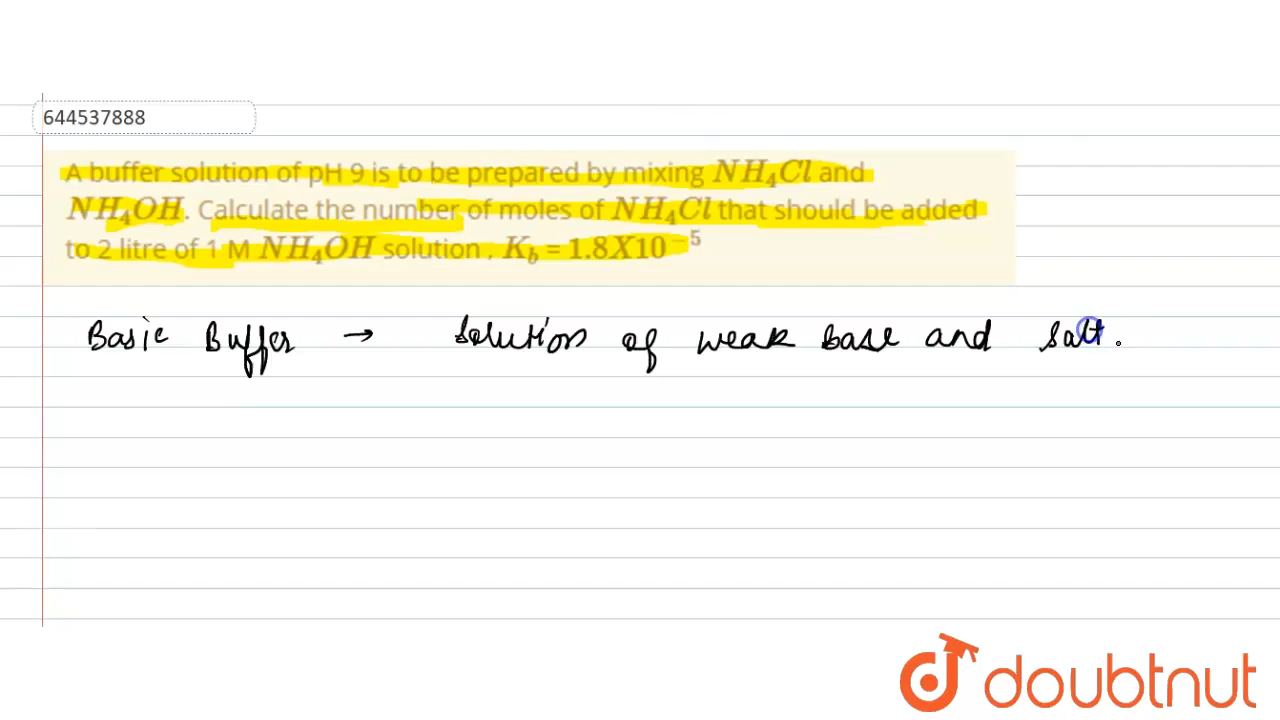 644537888
A buffer solution of pH 9 is to be prepared by mixing NH₄Cl and
NH₄OH. Calculate the number of moles of NH₄Cl that should be added
to 2 litre of 1 M NH₄OH solution , K_b = 1.8X10⁻⁵
Basic Buffer → Solution of weak base and salt.
doubtnut